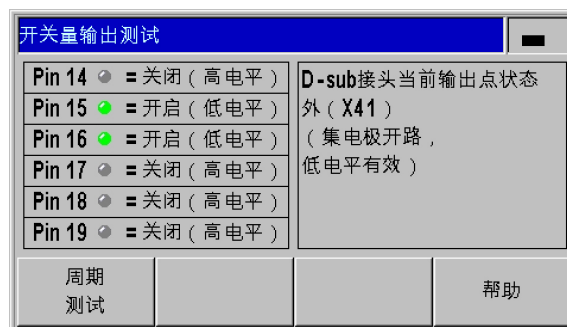 开关量输出测试
Pin 14 = 关闭（高电平）
Pin 15 = 开启（低电平）
Pin 16 = 开启（低电平）
Pin 17 = 关闭（高电平）
Pin 18 = 关闭（高电平）
Pin 19 = 关闭（高电平）
D-sub接头当前输出点状态
外（X41）
（集电极开路，
低电平有效）
周期
测试
帮助